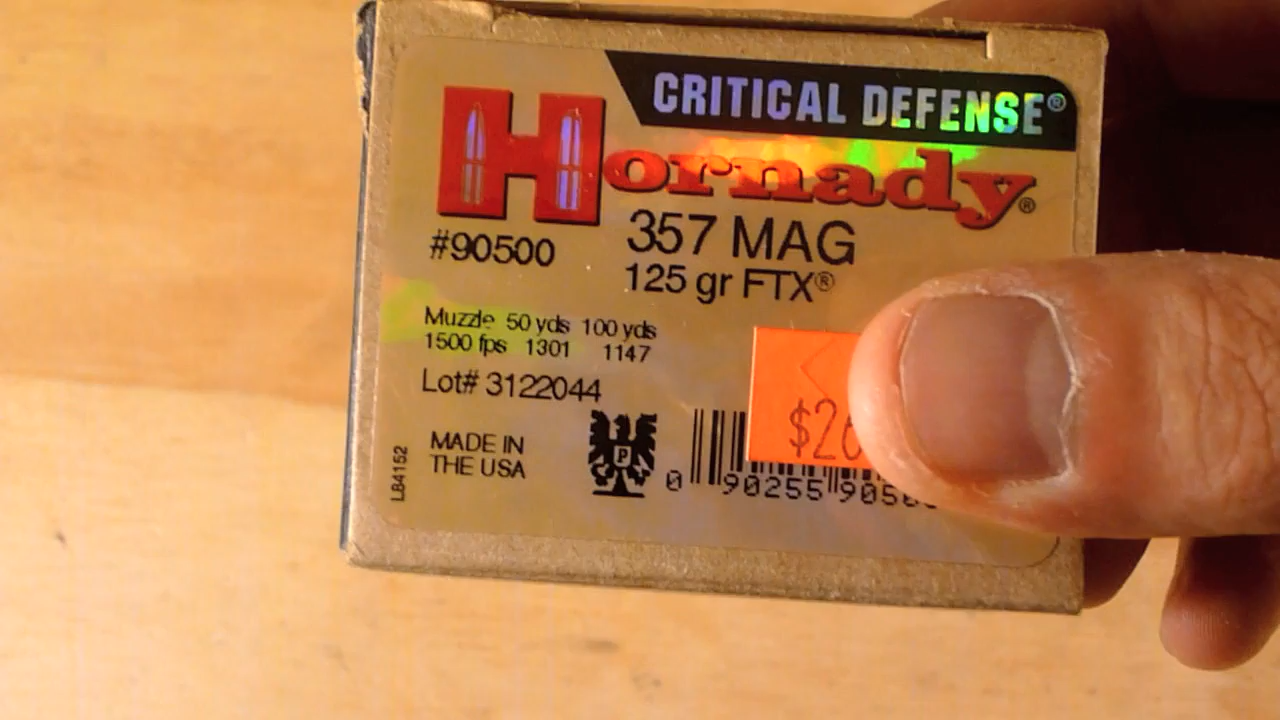 CRITICAL DEFENSE®
Hornady®
#90500
357 MAG
125 gr FTX®
Muzzle 50 yds 100 yds
1500 fps 1301 1147
Lot# 3122044
MADE IN
THE USA
P
L84152
$26
0 90255 905